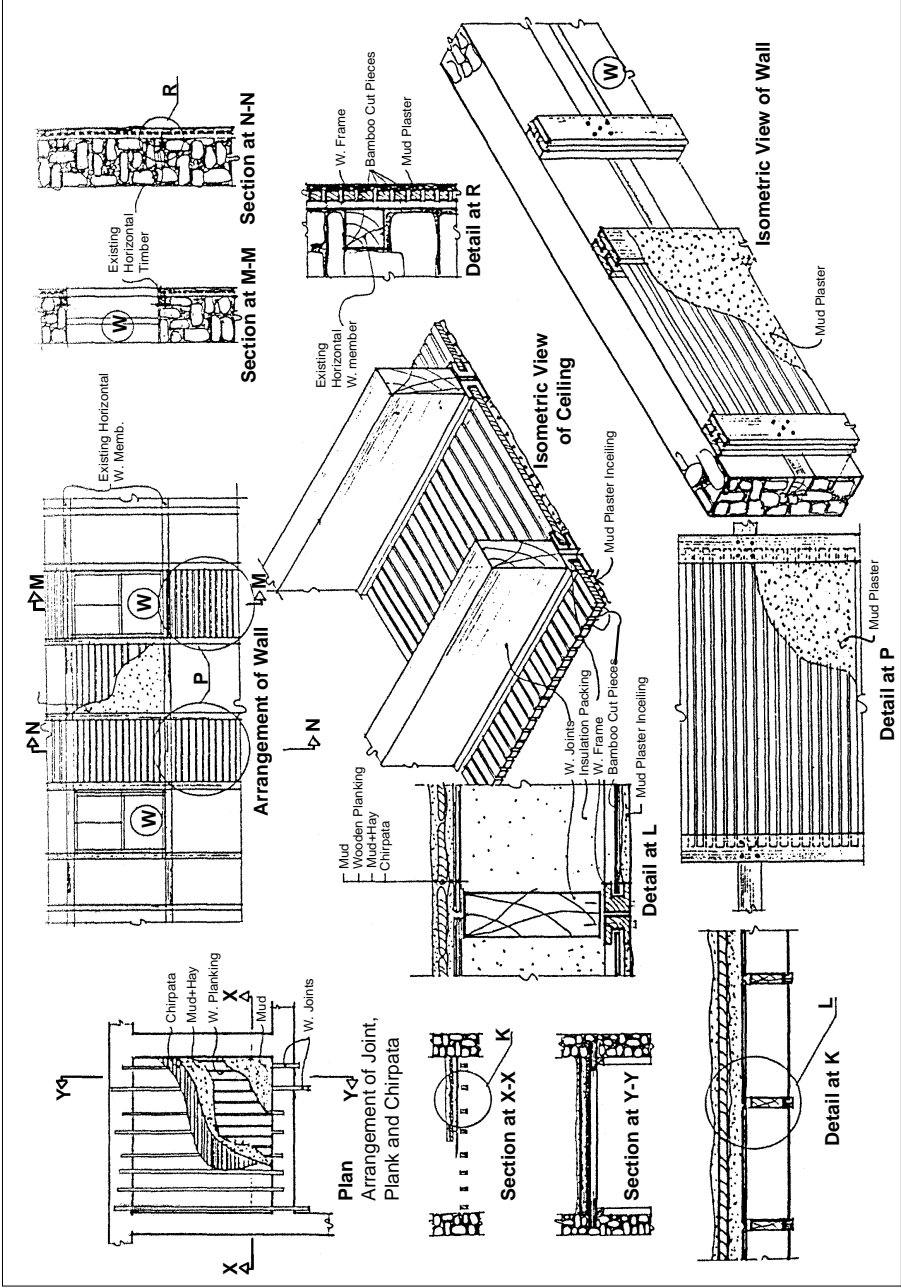 Y
Y
X
X
Chirpata
Mud+Hay
W. Planking
Mud
W. Joints
Plan
Arrangement of Joint,
Plank and Chirpata
K
Section at X-X
Section at Y-Y
L
Detail at K
N
N
M
M
W
W
P
Existing Horizontal
W. Memb.
Arrangement of Wall
Mud
Wooden Planking
Mud+Hay
Chirpata
W. Joints
Insulation Packing
W. Frame
Bamboo Cut Pieces
Mud Plaster Inceiling
Detail at L
Mud Plaster Inceiling
Isometric View
of Ceiling
Mud Plaster
Detail at P
W
Existing
Horizontal
Timber
Section at M-M
R
Section at N-N
Existing
Horizontal
W. member
W. Frame
Bamboo Cut Pieces
Mud Plaster
Detail at R
W
Mud Plaster
Isometric View of Wall